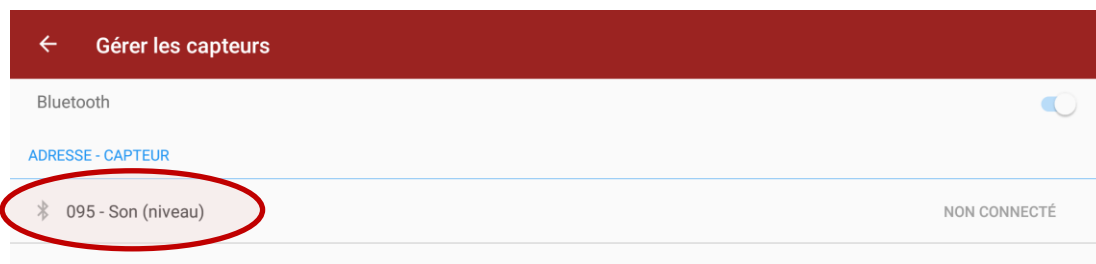 Gérer les capteurs
Bluetooth
ADRESSE - CAPTEUR
095 - Son (niveau) NON CONNECTÉ